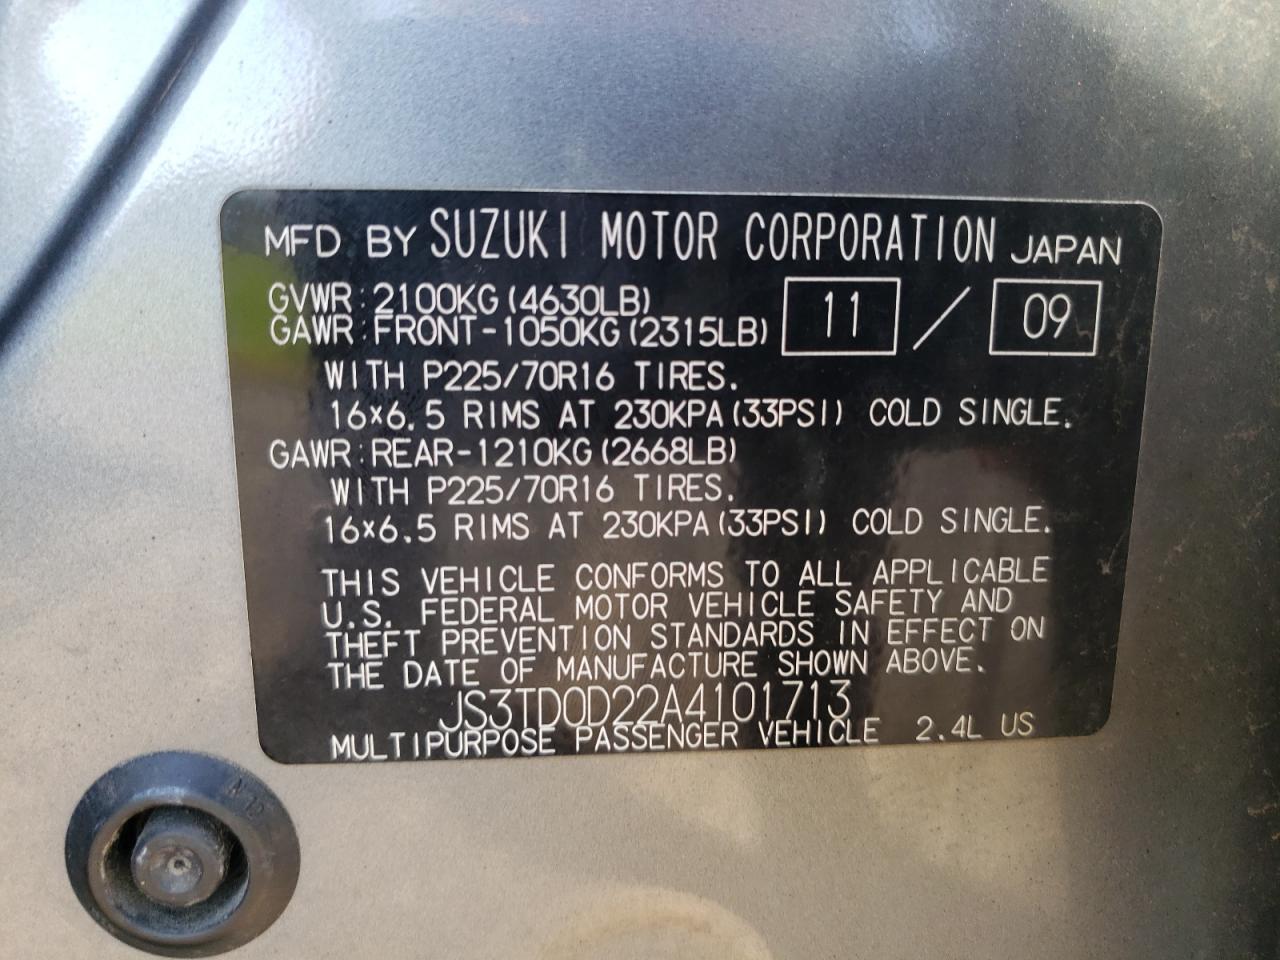 MFD BY SUZUKI MOTOR CORPORATION JAPAN
GVWR:2100KG(4630LB) 11/09
GAWR:FRONT-1050KG(2315LB)
WITH P225/70R16 TIRES.
16×6.5 RIMS AT 230KPA(33PSI) COLD SINGLE.
GAWR:REAR-1210KG(2668LB)
WITH P225/70R16 TIRES.
16×6.5 RIMS AT 230KPA(33PSI) COLD SINGLE.
THIS VEHICLE CONFORMS TO ALL APPLICABLE
U.S. FEDERAL MOTOR VEHICLE SAFETY AND
THEFT PREVENTION STANDARDS IN EFFECT ON
THE DATE OF MANUFACTURE SHOWN ABOVE.
JS3TD0D22A4101713
MULTIPURPOSE PASSENGER VEHICLE 2.4L US